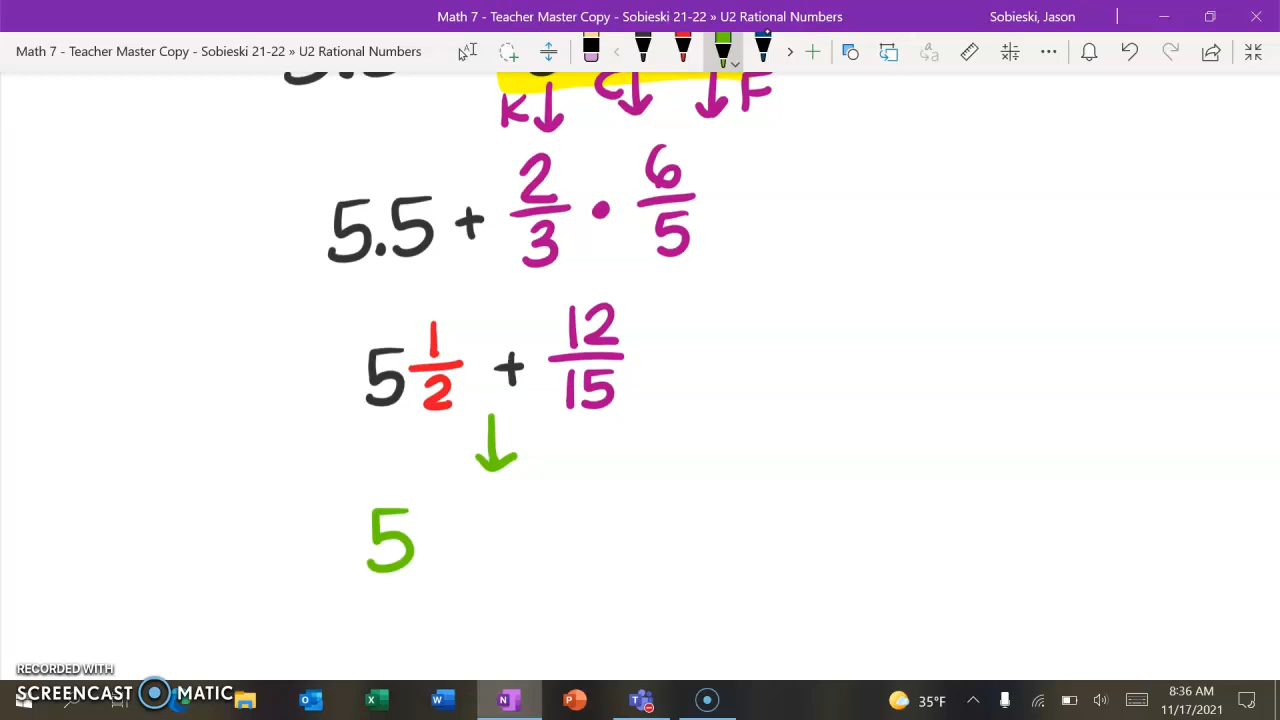 Math 7 - Teacher Master Copy - Sobieski 21-22 » U2 Rational Numbers Sobieski, Jason
Math 7 - Teacher Master Copy - Sobieski 21-22 » U2 Rational Numbers
K↓ C↓ ↓F
5.5 + 2/3 • 6/5
5 1/2 + 12/15
↓
5
RECORDED WITH
SCREENCAST MATIC
35°F
8:36 AM
11/17/2021